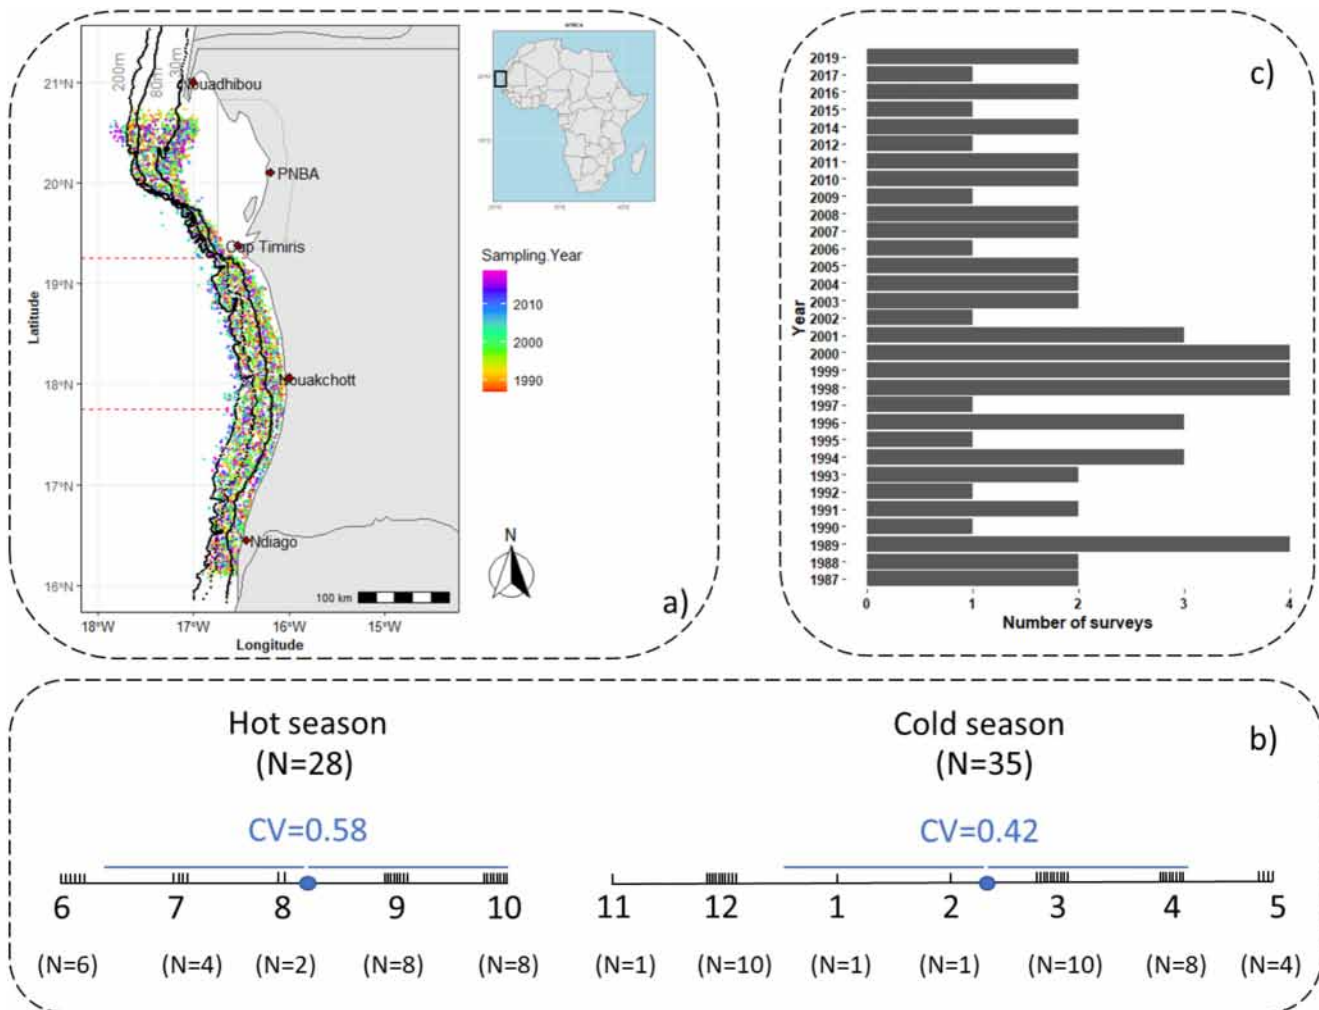 200m
80m
30m
21°N
20°N
19°N
18°N
17°N
16°N
Latitude
Nouadhibou
PNBA
Cap Timiris
Nouakchott
Ndiago
100 km
18°W
17°W
16°W
15°W
Longitude
AFRICA
Sampling.Year
2010
2000
1990
N
a)
c)
2019
2017
2016
2015
2014
2012
2011
2010
2009
2008
2007
2006
2005
2004
2003
2002
2001
2000
1999
1998
1997
1996
1995
1994
1993
1992
1991
1990
1989
1988
1987
Year
0 1 2 3 4
Number of surveys
b)
Hot season
(N=28)
CV=0.58
6 7 8 9 10
(N=6) (N=4) (N=2) (N=8) (N=8)
Cold season
(N=35)
CV=0.42
11 12 1 2 3 4 5
(N=1) (N=10) (N=1) (N=1) (N=10) (N=8) (N=4)